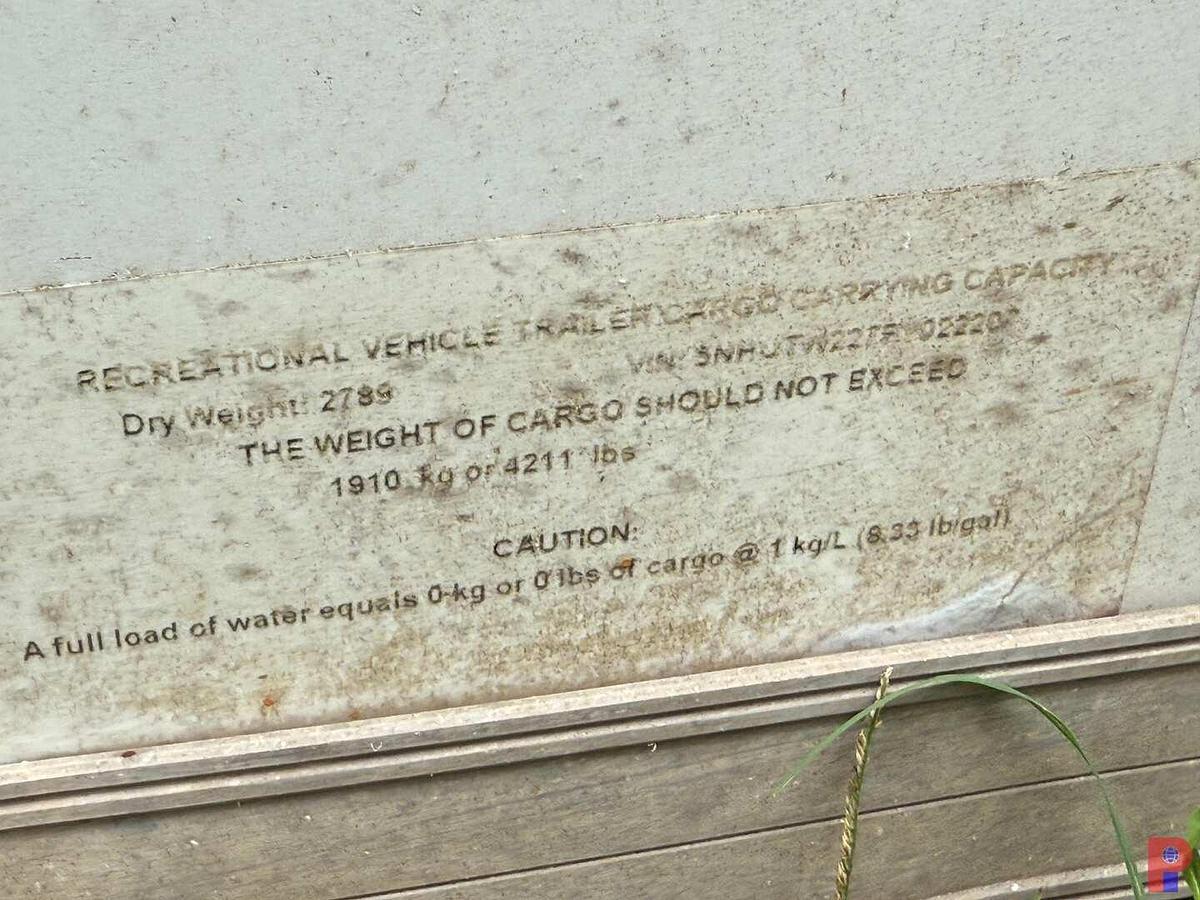 RECREATIONAL VEHICLE TRAILER CARGO CARRYING CAPACITY
Dry Weight: 2789 VIN:
THE WEIGHT OF CARGO SHOULD NOT EXCEED
1910 kg or 4211 lbs
CAUTION:
A full load of water equals 0 kg or 0 lbs of cargo @ 1 kg/L (8.33 lb/gal)